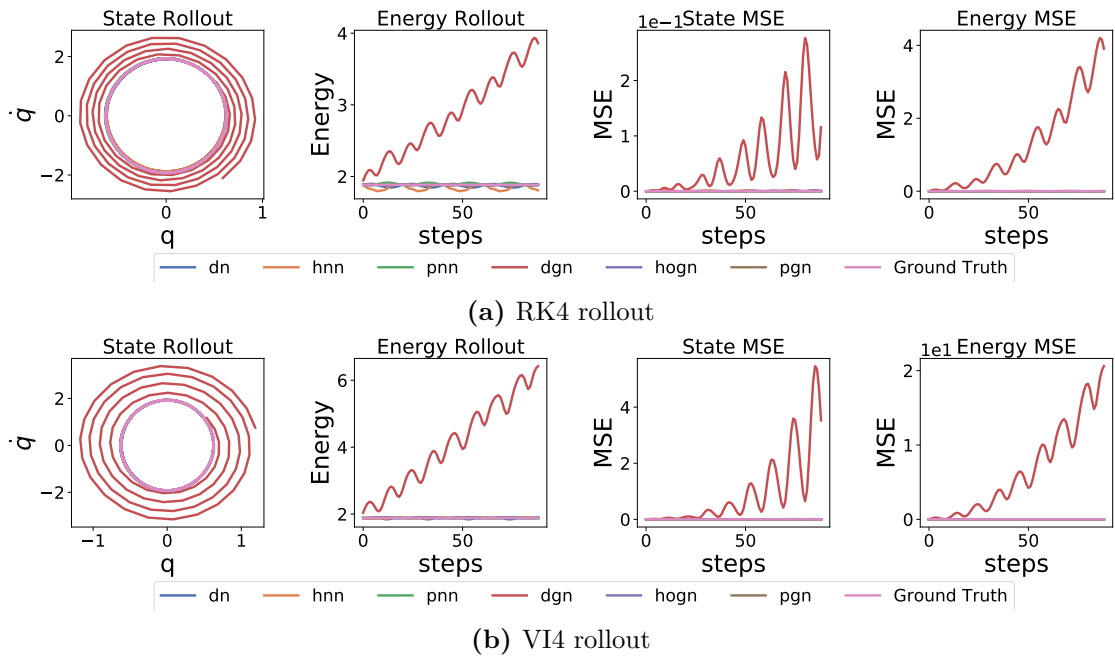 State Rollout
Energy Rollout
1e−1 State MSE
Energy MSE
q̇
2
0
−2
0
1
q
Energy
4
3
2
0
50
steps
MSE
2
1
0
0
50
steps
MSE
4
2
0
0
50
steps
dn hnn pnn dgn hogn pgn Ground Truth
(a) RK4 rollout
State Rollout
Energy Rollout
State MSE
1e1 Energy MSE
q̇
2
0
−2
−1
0
1
q
Energy
6
4
2
0
50
steps
MSE
4
2
0
0
50
steps
MSE
2
1
0
0
50
steps
dn hnn pnn dgn hogn pgn Ground Truth
(b) VI4 rollout